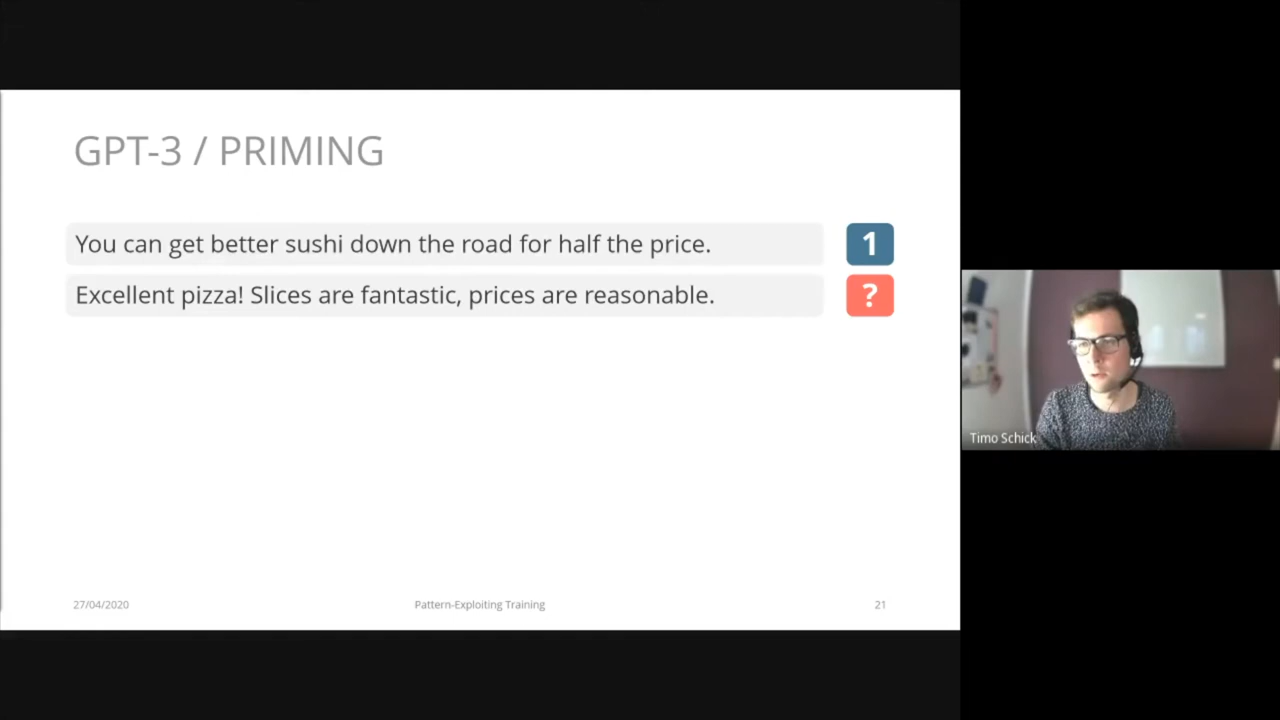 GPT-3 / PRIMING
You can get better sushi down the road for half the price.
1
Excellent pizza! Slices are fantastic, prices are reasonable.
?
Timo Schick
27/04/2020
Pattern-Exploiting Training
21